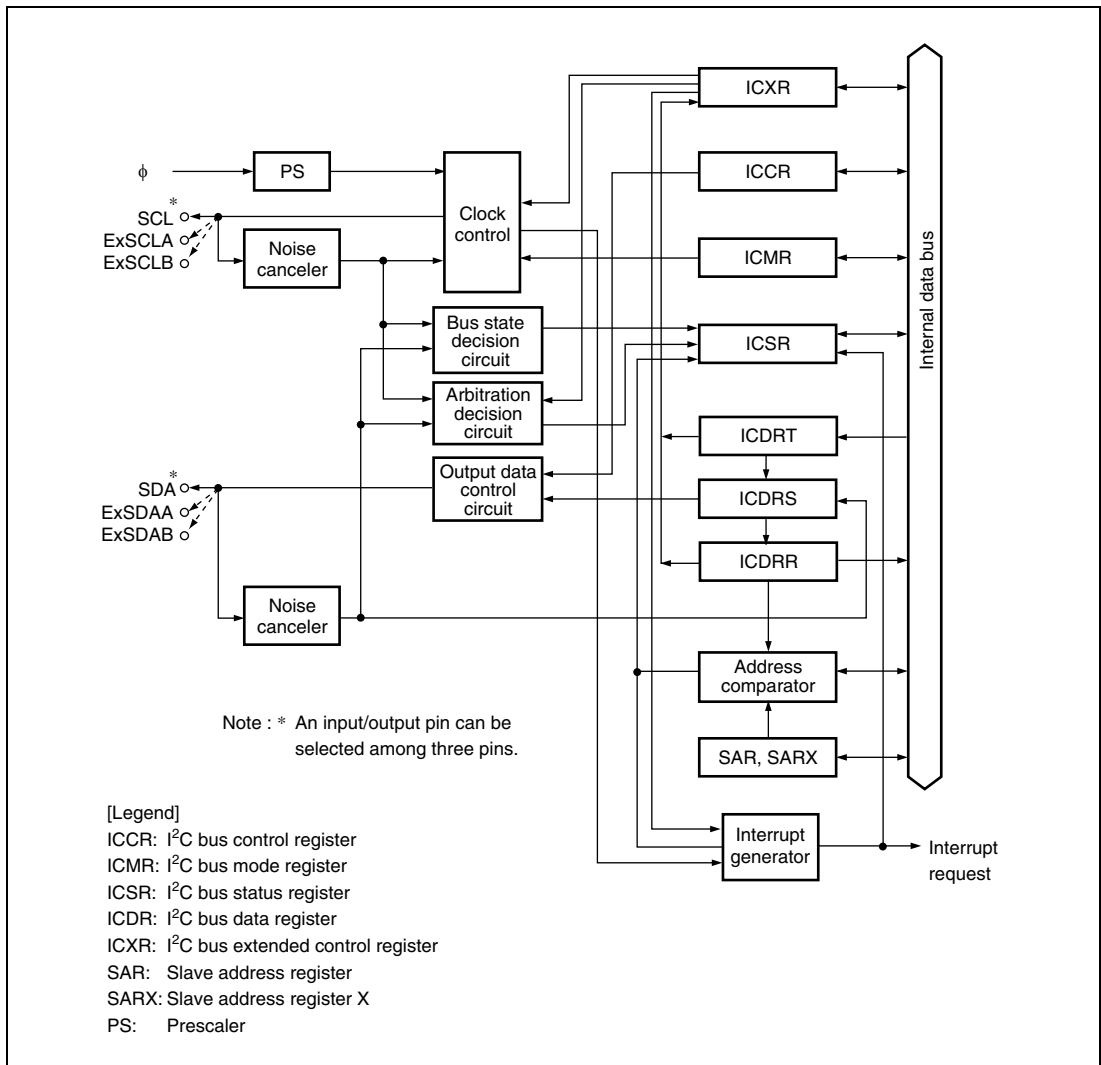 ICXR
φ
PS
ICCR
*
SCL
ExSCLA
ExSCLB
Clock
control
Noise
canceler
ICMR
Internal data bus
Bus state
decision
circuit
ICSR
Arbitration
decision
circuit
ICDRT
*
SDA
ExSDAA
ExSDAB
Output data
control
circuit
ICDRS
ICDRR
Noise
canceler
Address
comparator
Note : * An input/output pin can be
selected among three pins.
SAR, SARX
[Legend]
ICCR: I²C bus control register
ICMR: I²C bus mode register
ICSR: I²C bus status register
ICDR: I²C bus data register
ICXR: I²C bus extended control register
SAR: Slave address register
SARX: Slave address register X
PS: Prescaler
Interrupt
generator
Interrupt
request